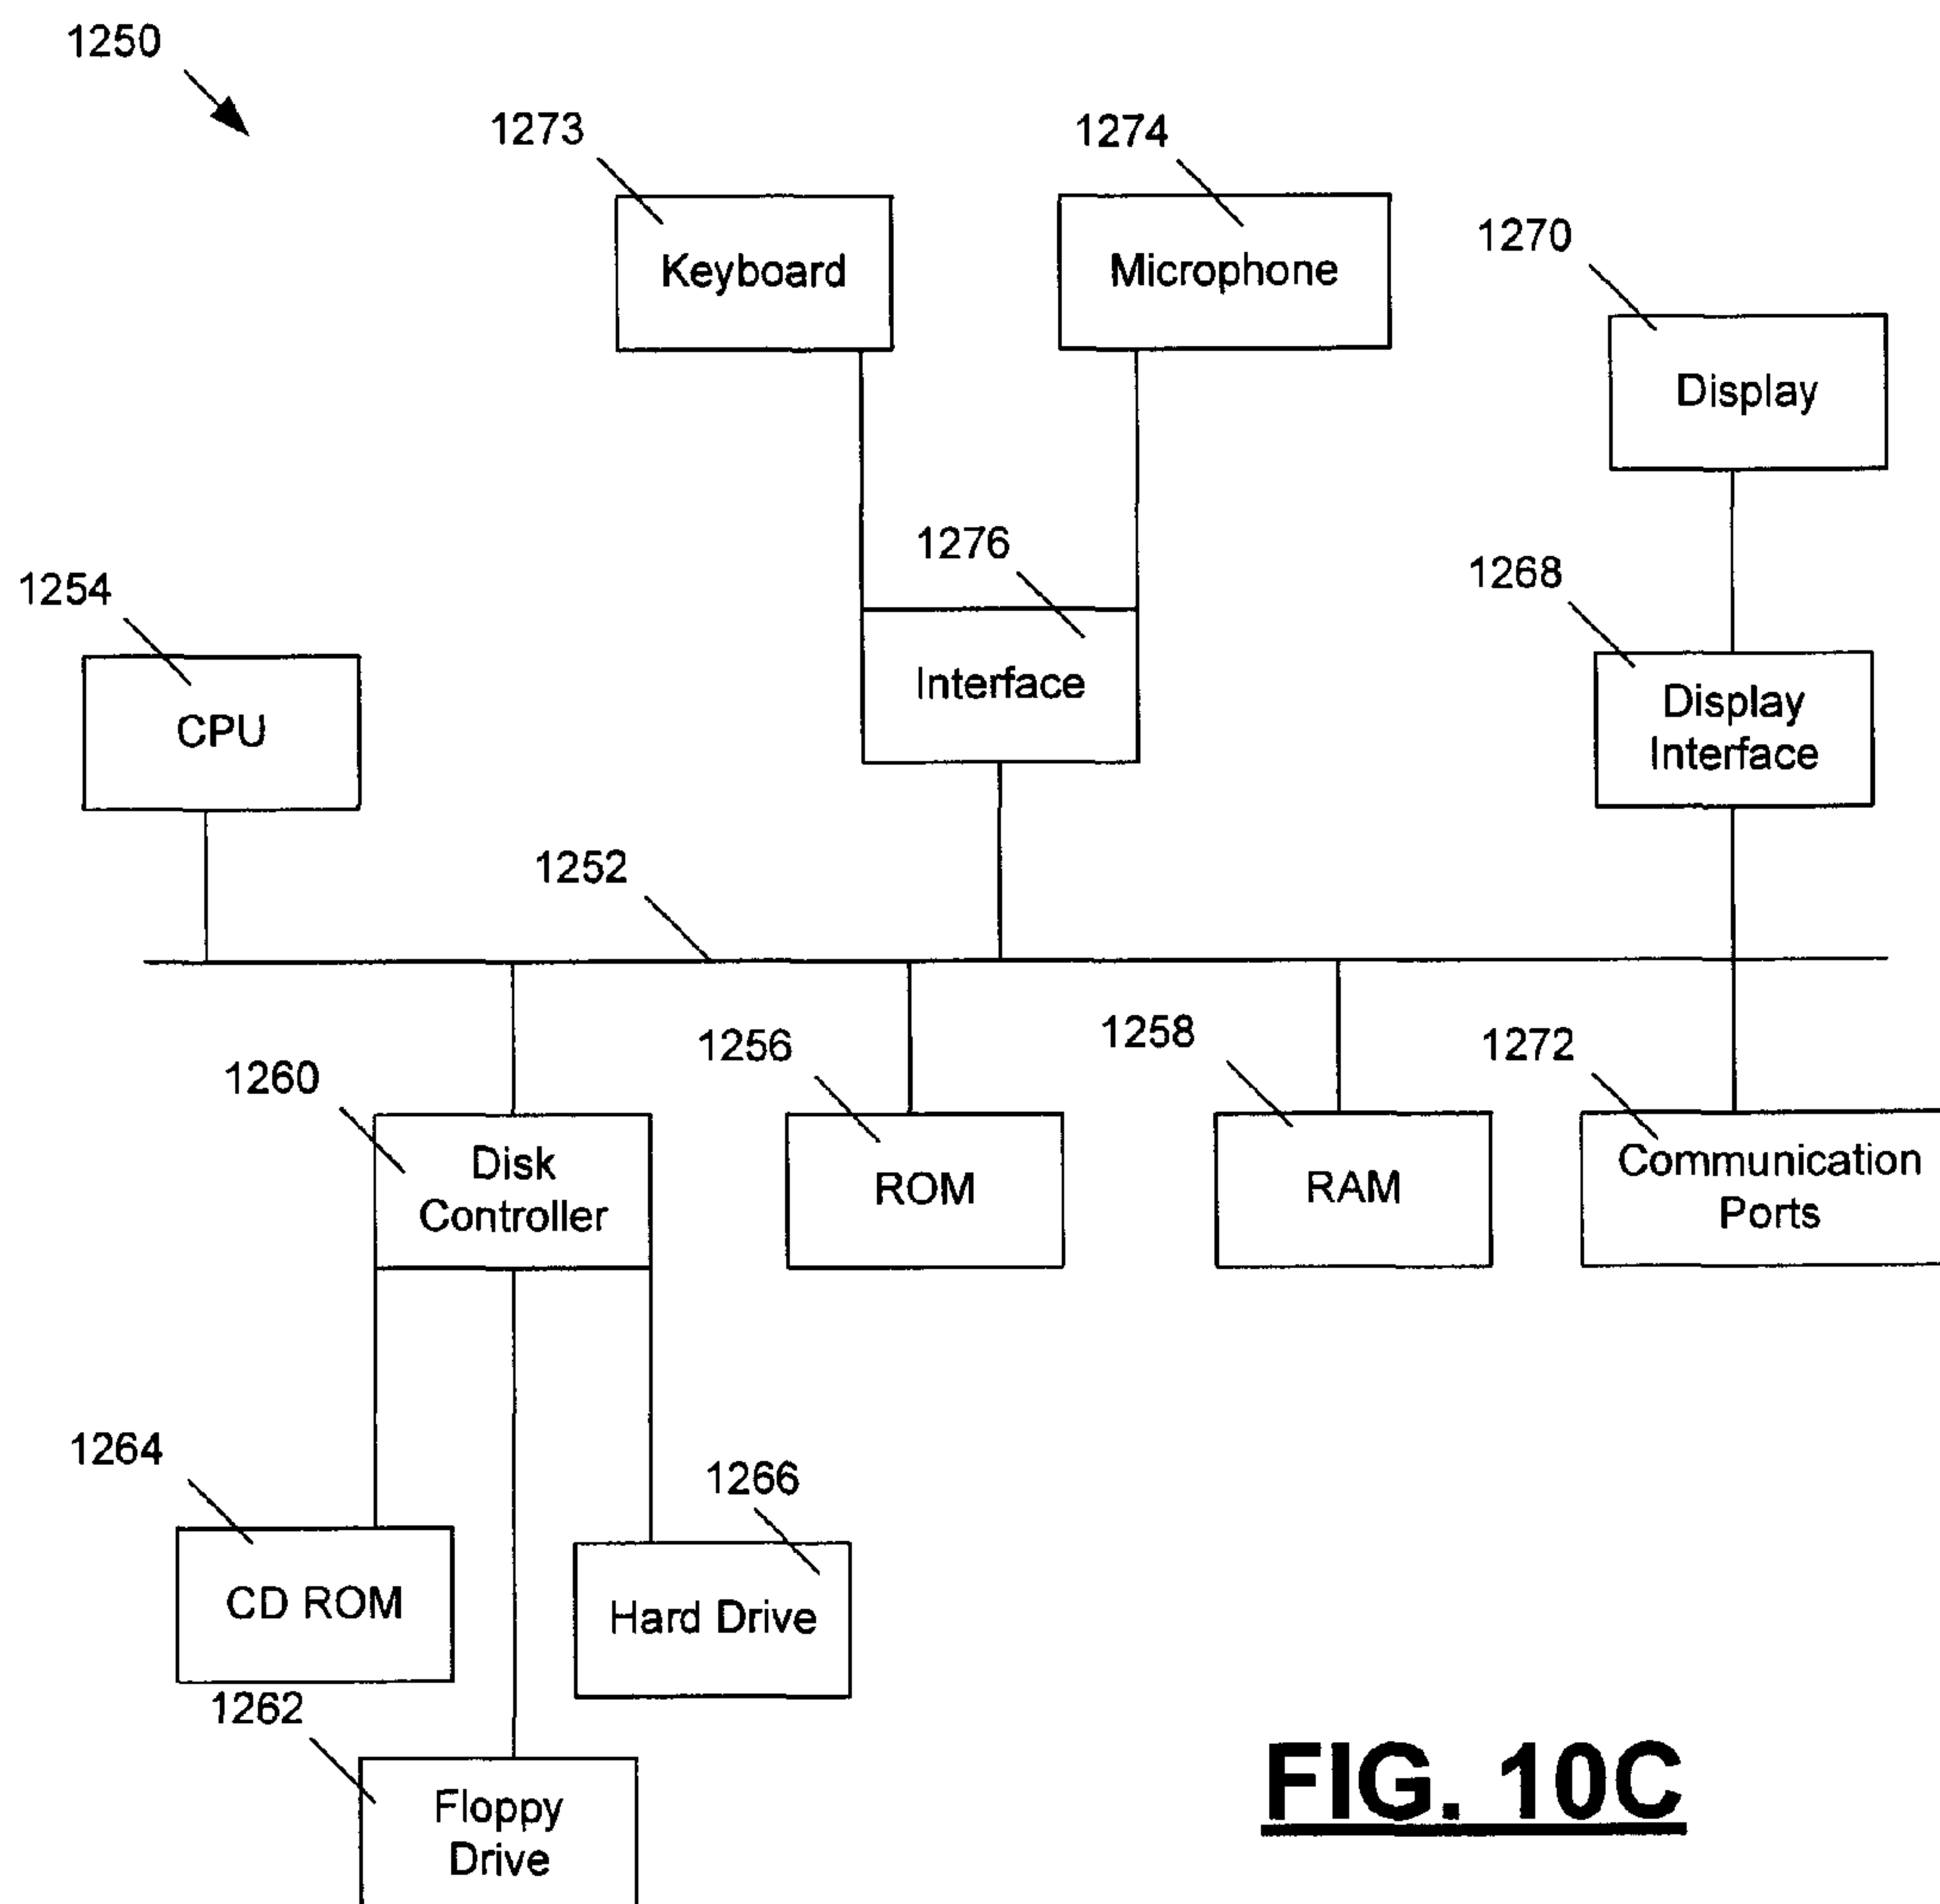 1250
1273
1274
Keyboard
Microphone
1270
Display
1276
1254
1268
Interface
CPU
Display
Interface
1252
1260
1256
1258
1272
Disk
Controller
ROM
RAM
Communication
Ports
1264
1266
CD ROM
Hard Drive
1262
Floppy
Drive
FIG. 10C